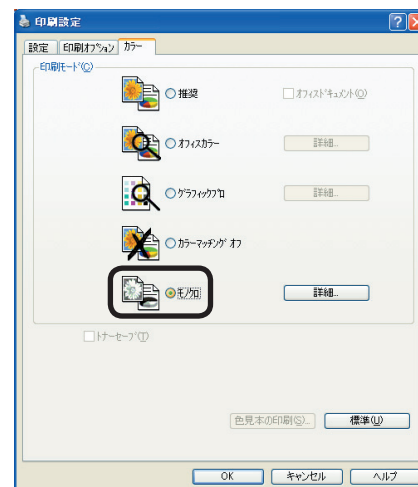 印刷設定
設定 印刷オプション カラー
印刷モード(C)
推奨 オフィスドキュメント(O)
オフィスカラー 詳細...
グラフィックプロ 詳細...
カラーマッチング オフ
モノクロ 詳細...
トナーセーブ(T)
色見本の印刷(S)... 標準(U)
OK キャンセル ヘルプ